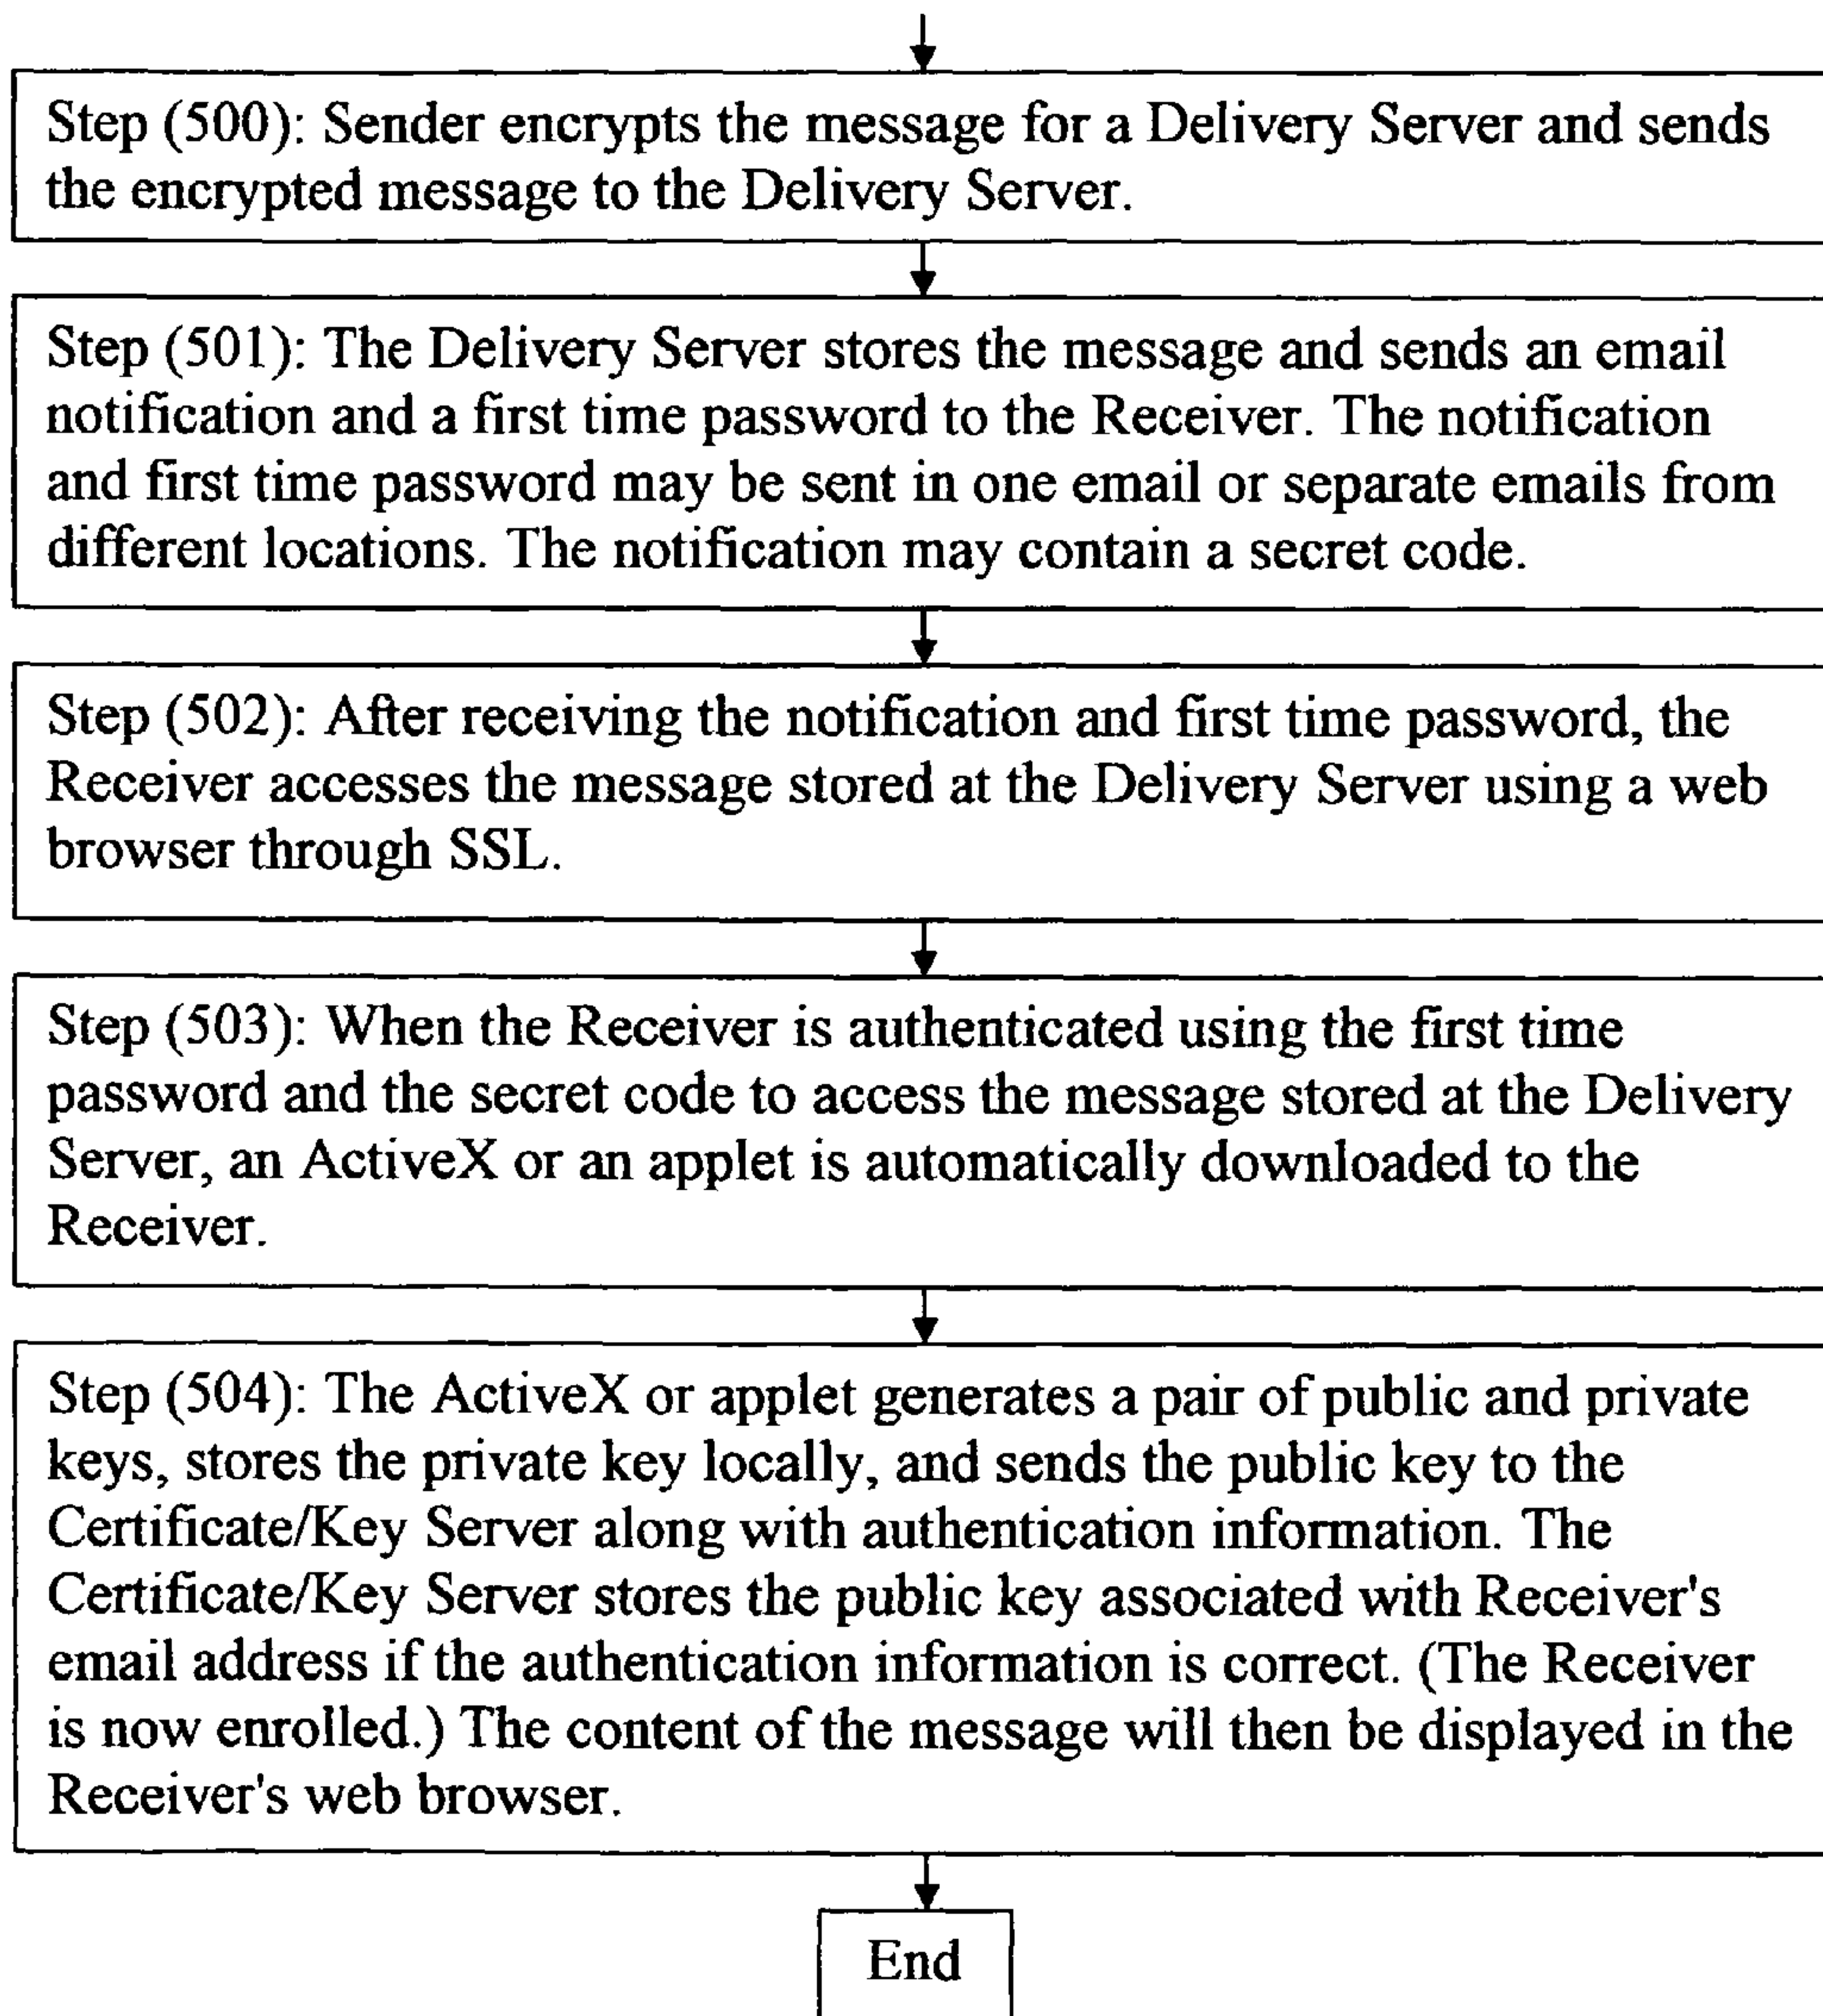 Step (500): Sender encrypts the message for a Delivery Server and sends
the encrypted message to the Delivery Server.
Step (501): The Delivery Server stores the message and sends an email
notification and a first time password to the Receiver. The notification
and first time password may be sent in one email or separate emails from
different locations. The notification may contain a secret code.
Step (502): After receiving the notification and first time password, the
Receiver accesses the message stored at the Delivery Server using a web
browser through SSL.
Step (503): When the Receiver is authenticated using the first time
password and the secret code to access the message stored at the Delivery
Server, an ActiveX or an applet is automatically downloaded to the
Receiver.
Step (504): The ActiveX or applet generates a pair of public and private
keys, stores the private key locally, and sends the public key to the
Certificate/Key Server along with authentication information. The
Certificate/Key Server stores the public key associated with Receiver's
email address if the authentication information is correct. (The Receiver
is now enrolled.) The content of the message will then be displayed in the
Receiver's web browser.
End